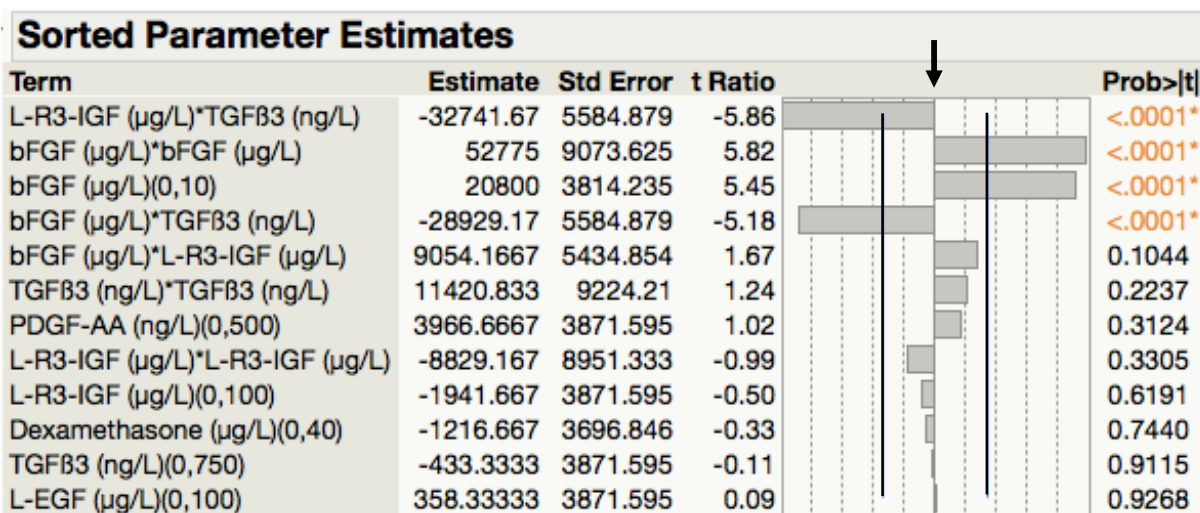 Sorted Parameter Estimates
Term Estimate Std Error t Ratio Prob>|t|
L-R3-IGF (µg/L)*TGFß3 (ng/L) -32741.67 5584.879 -5.86 <.0001*
bFGF (µg/L)*bFGF (µg/L) 52775 9073.625 5.82 <.0001*
bFGF (µg/L)(0,10) 20800 3814.235 5.45 <.0001*
bFGF (µg/L)*TGFß3 (ng/L) -28929.17 5584.879 -5.18 <.0001*
bFGF (µg/L)*L-R3-IGF (µg/L) 9054.1667 5434.854 1.67 0.1044
TGFß3 (ng/L)*TGFß3 (ng/L) 11420.833 9224.21 1.24 0.2237
PDGF-AA (ng/L)(0,500) 3966.6667 3871.595 1.02 0.3124
L-R3-IGF (µg/L)*L-R3-IGF (µg/L) -8829.167 8951.333 -0.99 0.3305
L-R3-IGF (µg/L)(0,100) -1941.667 3871.595 -0.50 0.6191
Dexamethasone (µg/L)(0,40) -1216.667 3696.846 -0.33 0.7440
TGFß3 (ng/L)(0,750) -433.3333 3871.595 -0.11 0.9115
L-EGF (µg/L)(0,100) 358.33333 3871.595 0.09 0.9268